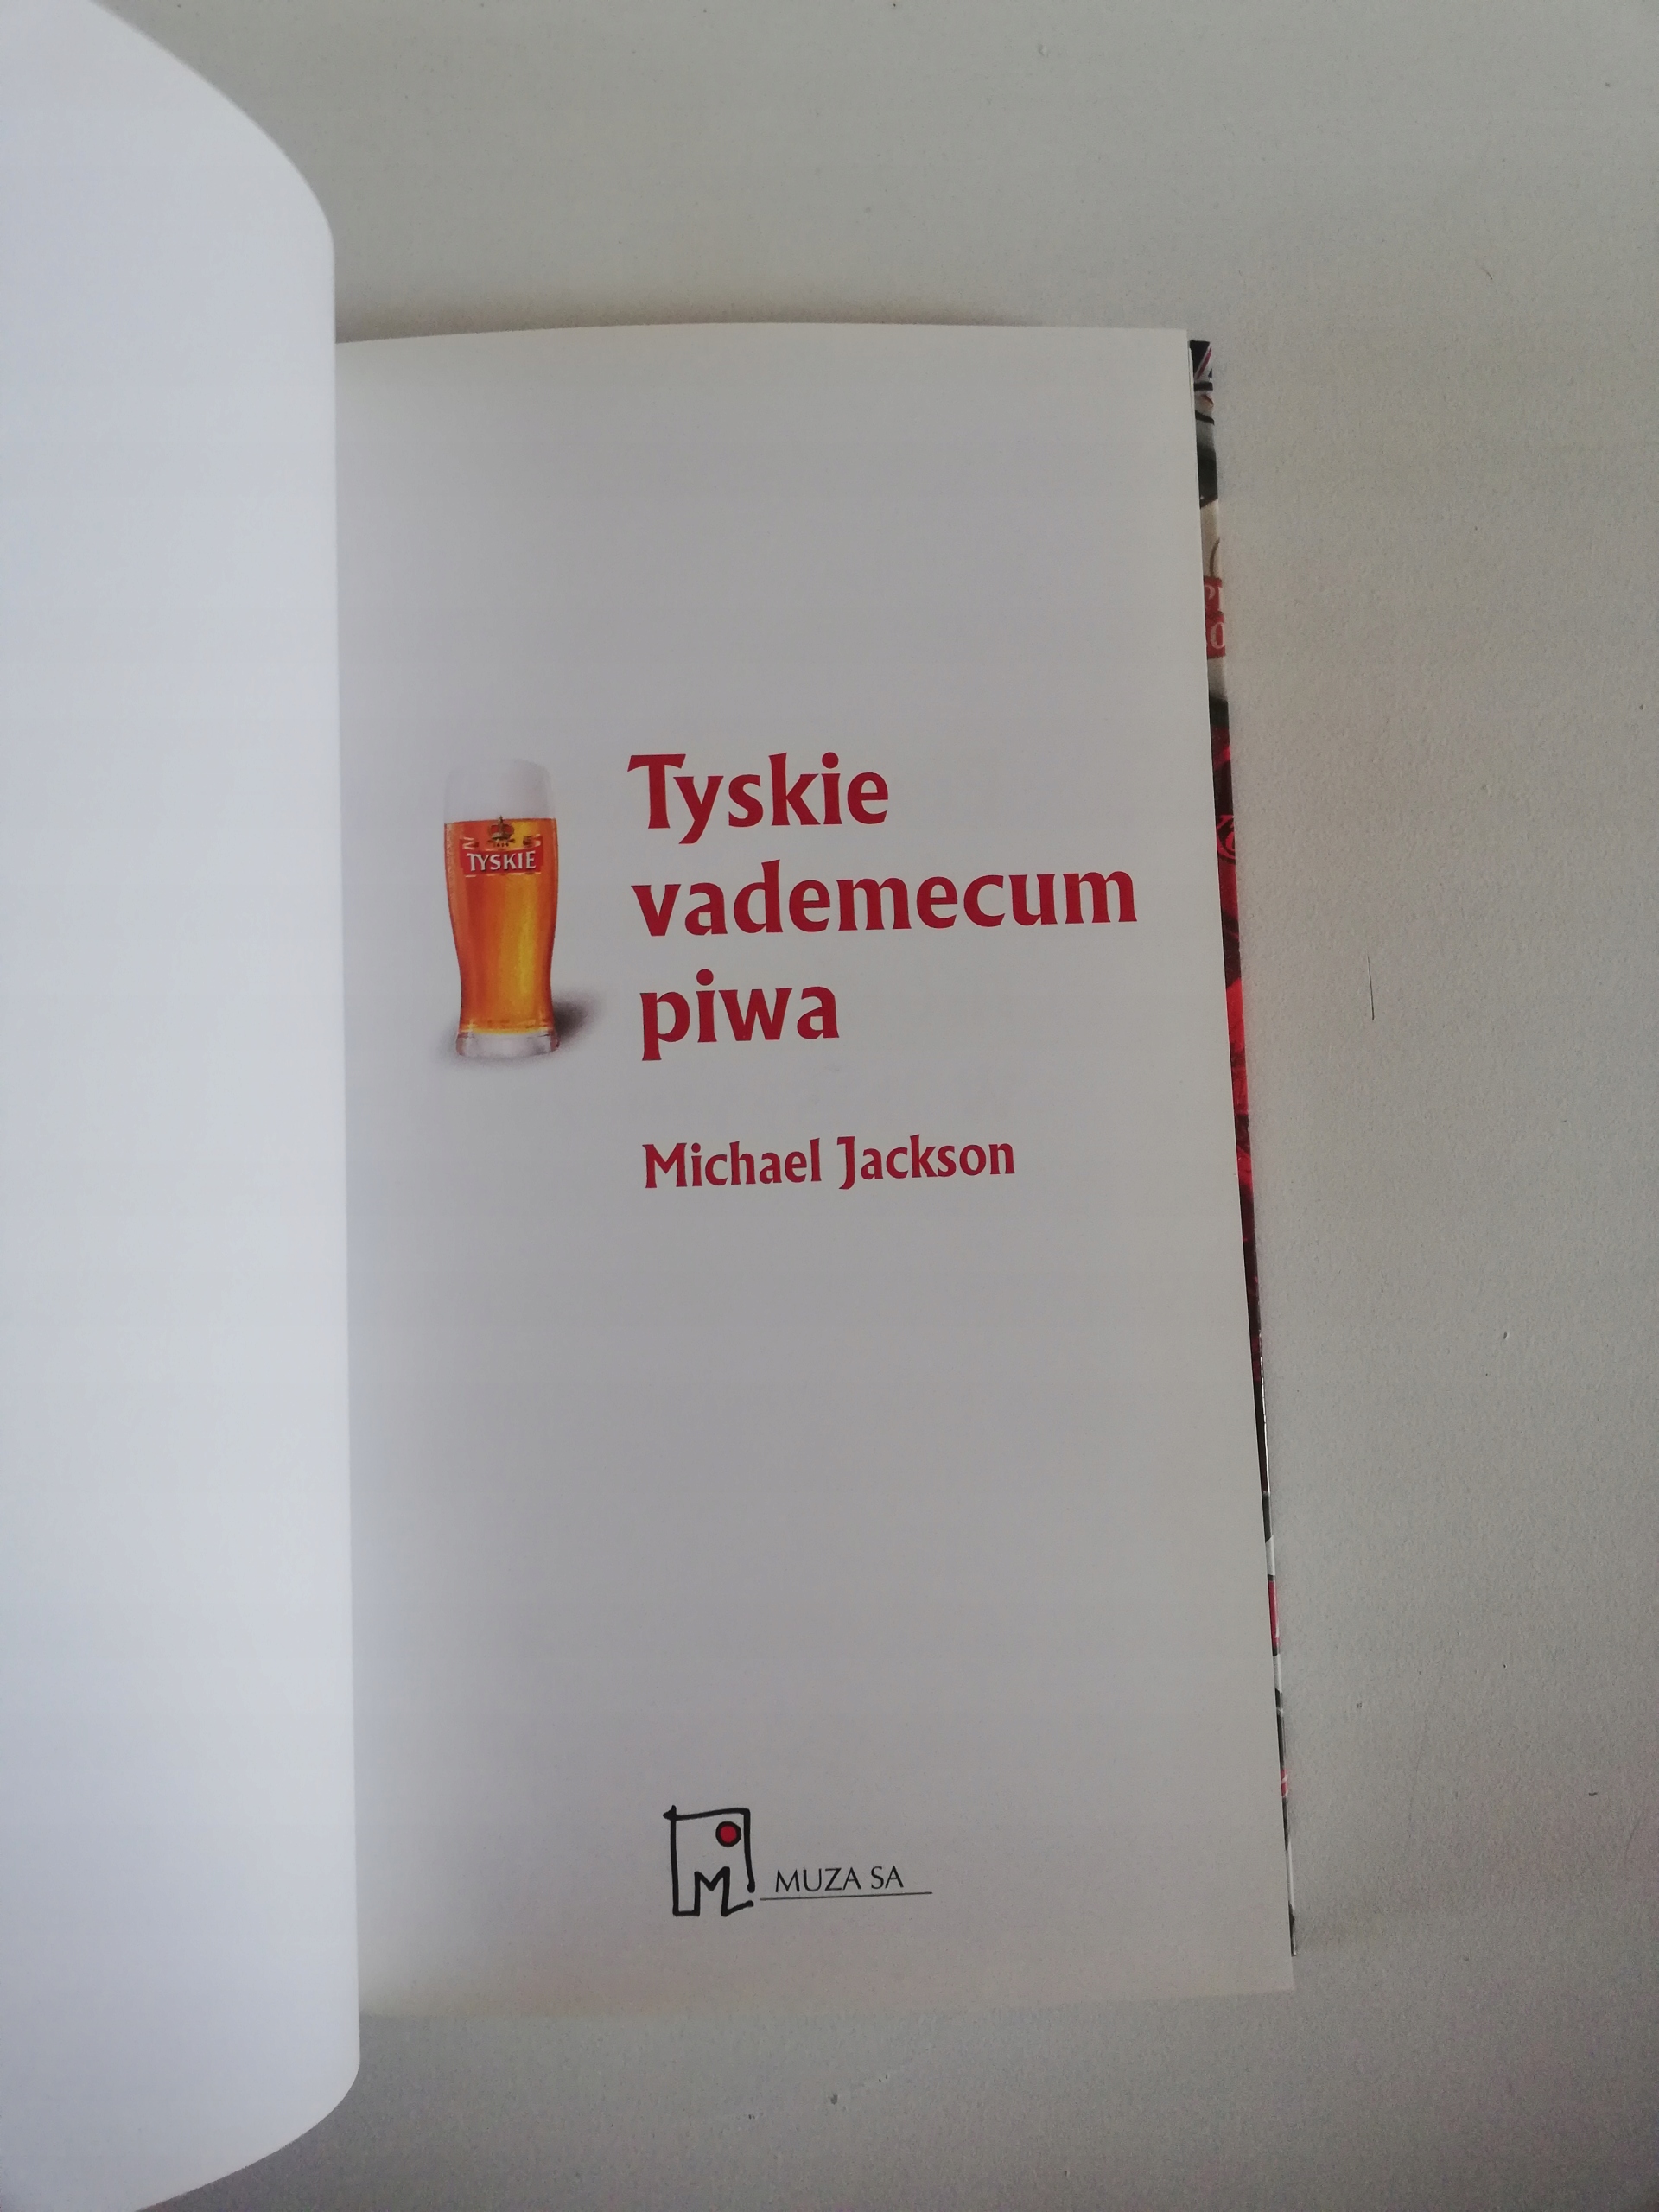 TYSKIE
Tyskie
vademecum
piwa
Michael Jackson
MUZA SA